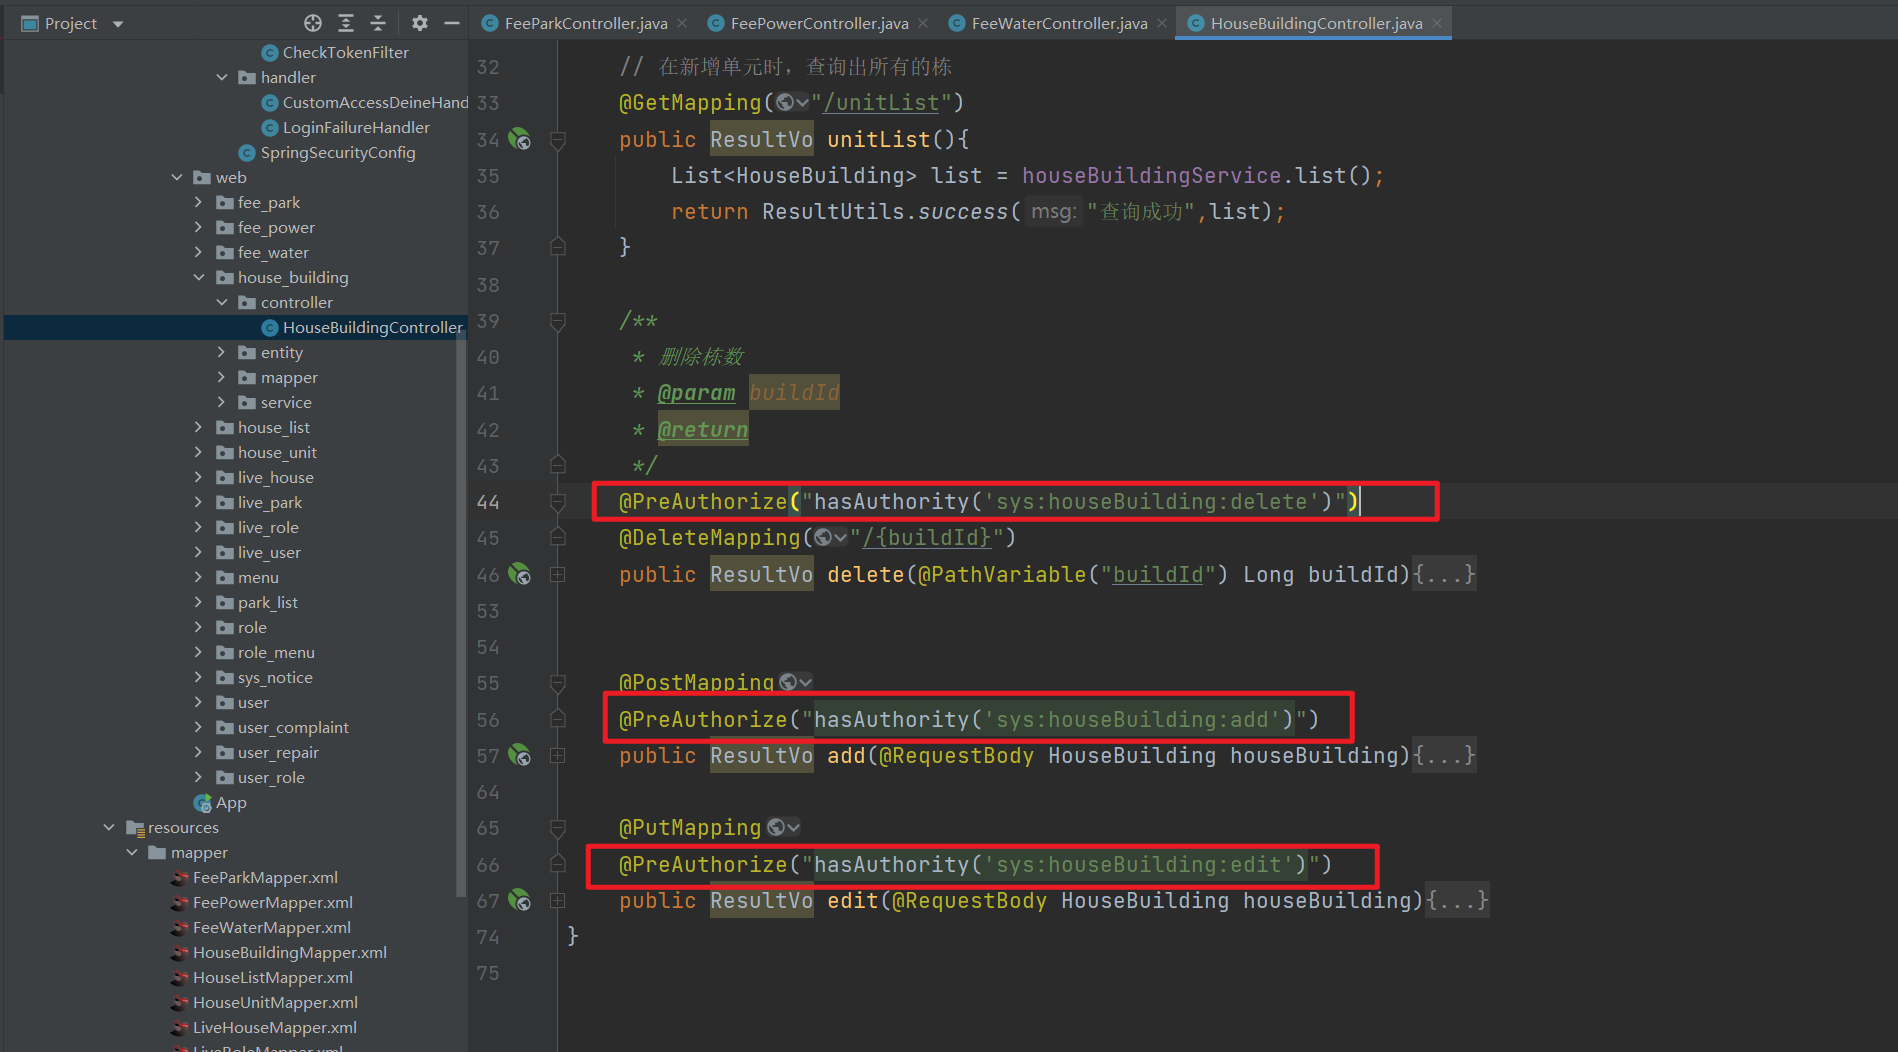 Project
FeeParkController.java
FeePowerController.java
FeeWaterController.java
HouseBuildingController.java
CheckTokenFilter
handler
CustomAccessDeineHand
LoginFailureHandler
SpringSecurityConfig
web
fee_park
fee_power
fee_water
house_building
controller
HouseBuildingController
entity
mapper
service
house_list
house_unit
live_house
live_park
live_role
live_user
menu
park_list
role
role_menu
sys_notice
user
user_complaint
user_repair
user_role
App
resources
mapper
FeeParkMapper.xml
FeePowerMapper.xml
FeeWaterMapper.xml
HouseBuildingMapper.xml
HouseListMapper.xml
HouseUnitMapper.xml
LiveHouseMapper.xml
LiveRoleMapper.xml
32 // 在新增单元时，查询出所有的栋
33 @GetMapping("/unitList")
34 public ResultVo unitList(){
35 List<HouseBuilding> list = houseBuildingService.list();
36 return ResultUtils.success( msg: "查询成功",list);
37 }
38
39 /**
40 * 删除栋数
41 * @param buildId
42 * @return
43 */
44 @PreAuthorize("hasAuthority('sys:houseBuilding:delete')")
45 @DeleteMapping("/{buildId}")
46 public ResultVo delete(@PathVariable("buildId") Long buildId){...}
53
54
55 @PostMapping
56 @PreAuthorize("hasAuthority('sys:houseBuilding:add')")
57 public ResultVo add(@RequestBody HouseBuilding houseBuilding){...}
64
65 @PutMapping
66 @PreAuthorize("hasAuthority('sys:houseBuilding:edit')")
67 public ResultVo edit(@RequestBody HouseBuilding houseBuilding){...}
74 }
75